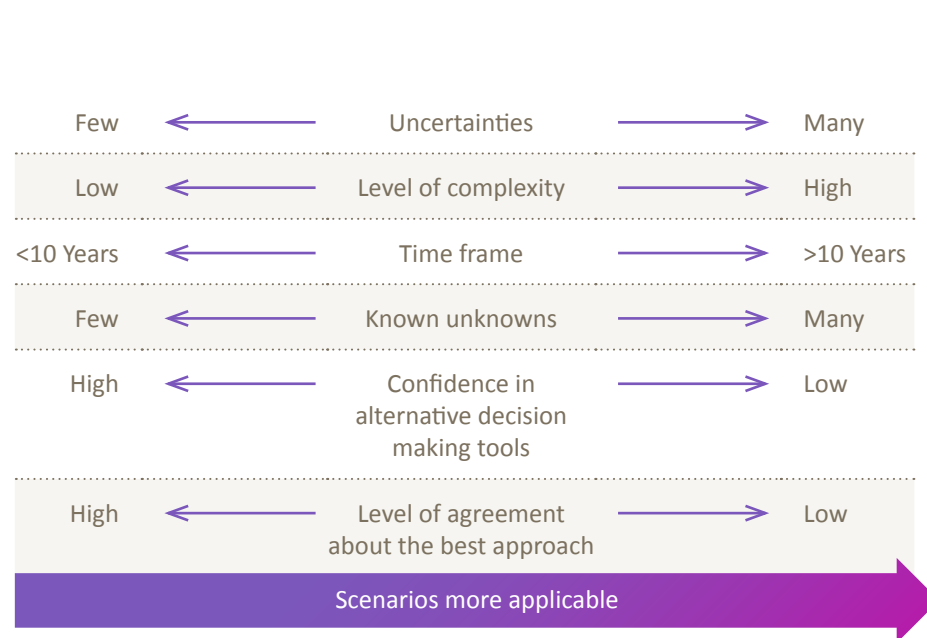 Few Uncertainties Many
Low Level of complexity High
<10 Years Time frame >10 Years
Few Known unknowns Many
High Confidence in Low
alternative decision
making tools
High Level of agreement Low
about the best approach
Scenarios more applicable